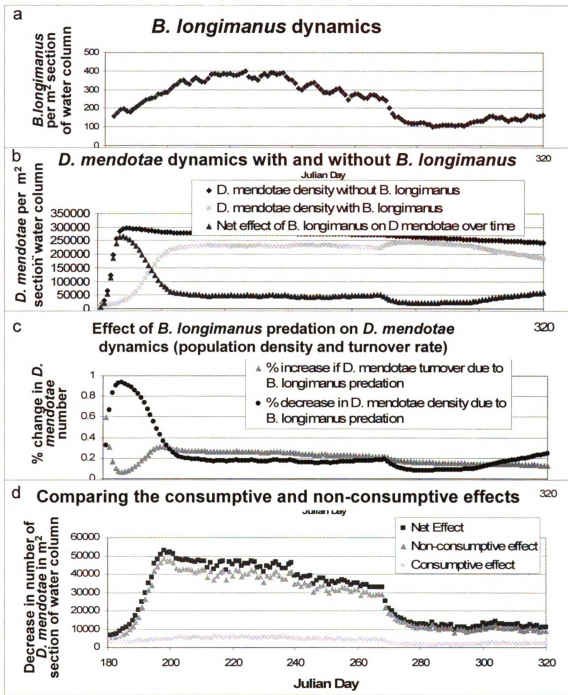 a
B. longimanus dynamics
B.longimanus
per m² section
of water column
500
400
300
200
100
0
320
b
D. mendotae dynamics with and without B. longimanus
Julian Day
D. mendotae per m²
section water column
350000
300000
250000
200000
150000
100000
50000
0
D. mendotae density without B. longimanus
D. mendotae density with B. longimanus
Net effect of B. longimanus on D mendotae over time
320
c
Effect of B. longimanus predation on D. mendotae
dynamics (population density and turnover rate)
% change in D.
mendotae
number
1
0.8
0.6
0.4
0.2
0
% increase if D. mendotae turnover due to
B. longimanus predation
% decrease in D. mendotae density due to
B. longimanus predation
320
d
Comparing the consumptive and non-consumptive effects
Julian Day
Decrease in number of
D. mendotae in m²
section of water column
60000
50000
40000
30000
20000
10000
0
Net Effect
Non-consumptive effect
Consumptive effect
180
200
220
240
260
280
300
320
Julian Day